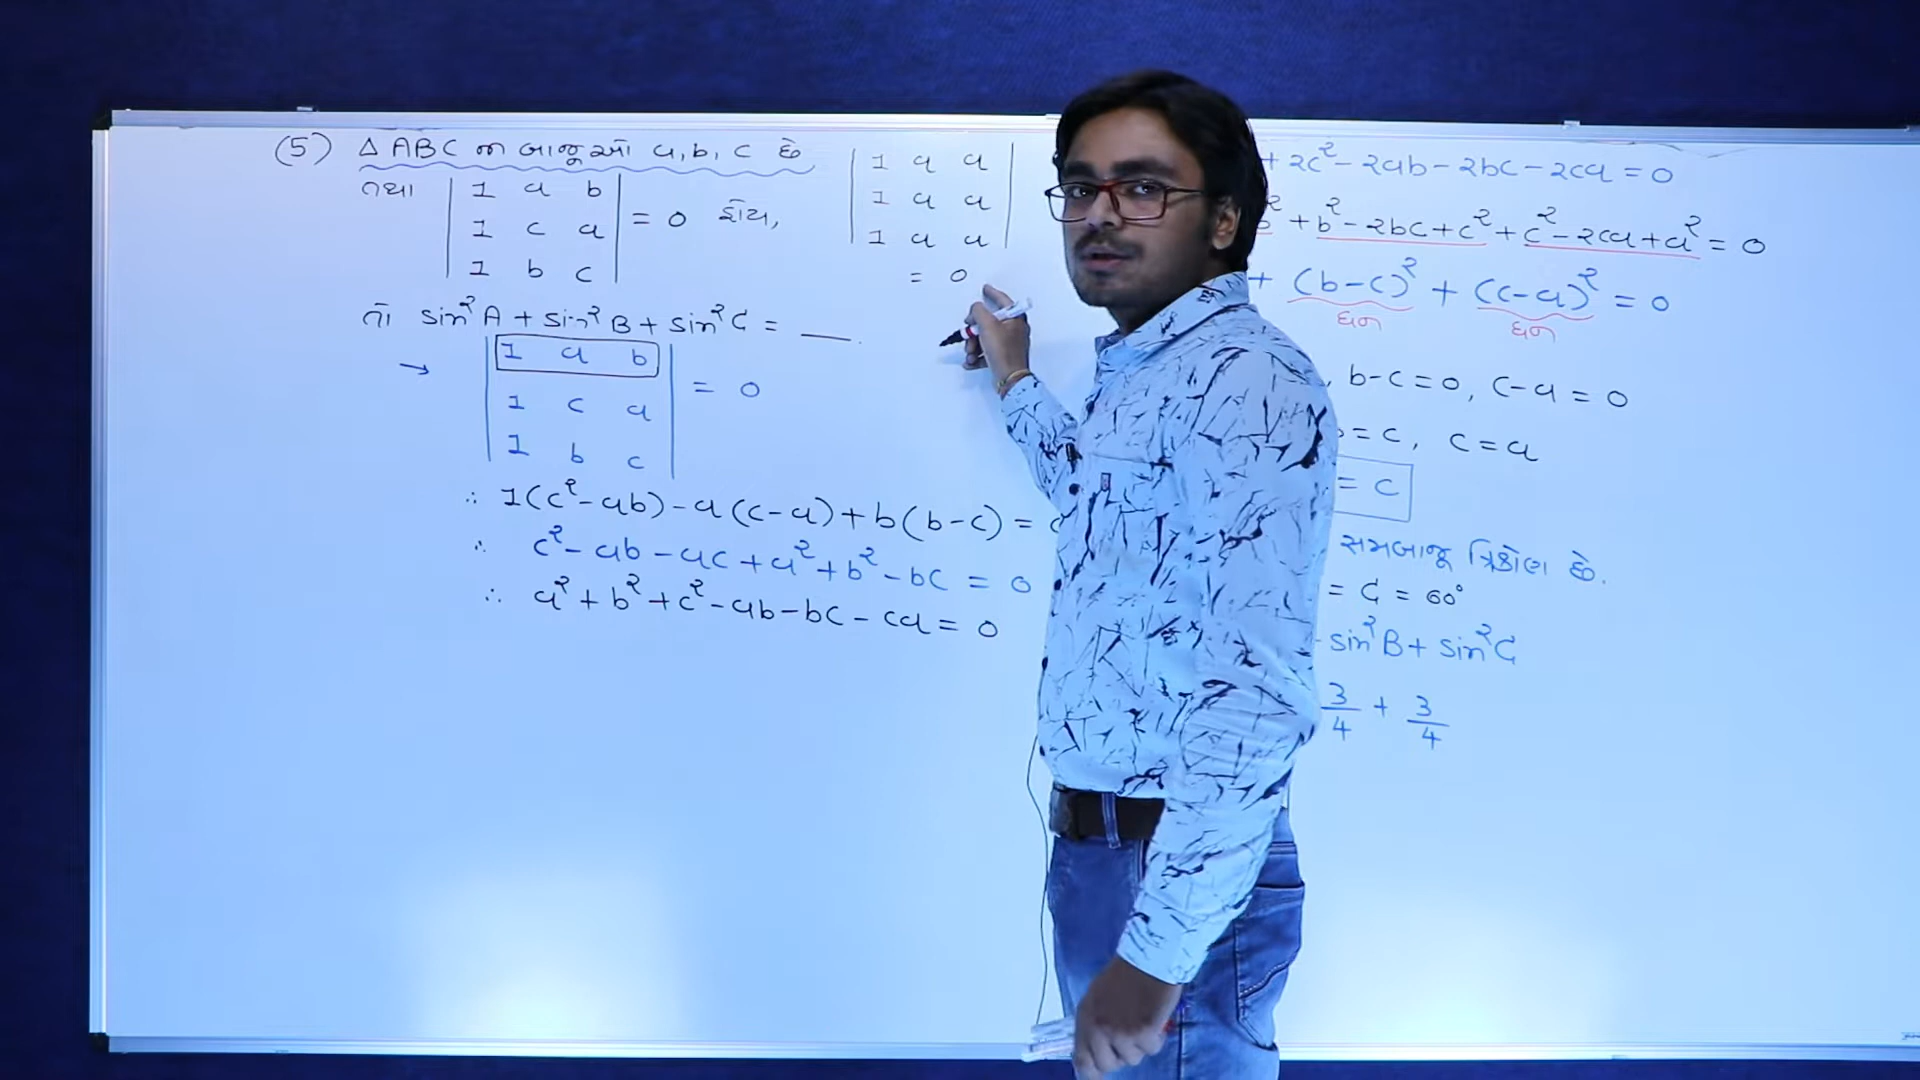 (5) △ABC ના બાજુઓ a, b, c છે
તથા | 1 a b |
| 1 c a | = 0 હોય,
| 1 b c |
તો sin²A + sin²B + sin²C = ___.
→ | 1 a b |
| 1 c a | = 0
| 1 b c |
∴ 1(c²-ab) - a(c-a) + b(b-c) =
∴ c² - ab - ac + a² + b² - bc = 0
∴ a² + b² + c² - ab - bc - ca = 0
| 1 a a |
| 1 a a |
| 1 a a |
= 0
+ 2c² - 2ab - 2bc - 2ca = 0
+ b² - 2bc + c² + c² - 2ca + a² = 0
+ (b-c)² + (c-a)² = 0
ધન ધન
, b-c = 0, c-a = 0
= c, c = a
= c
સમબાજુ ત્રિકોણ છે.
= C = 60°
sin²B + sin²C
3/4 + 3/4